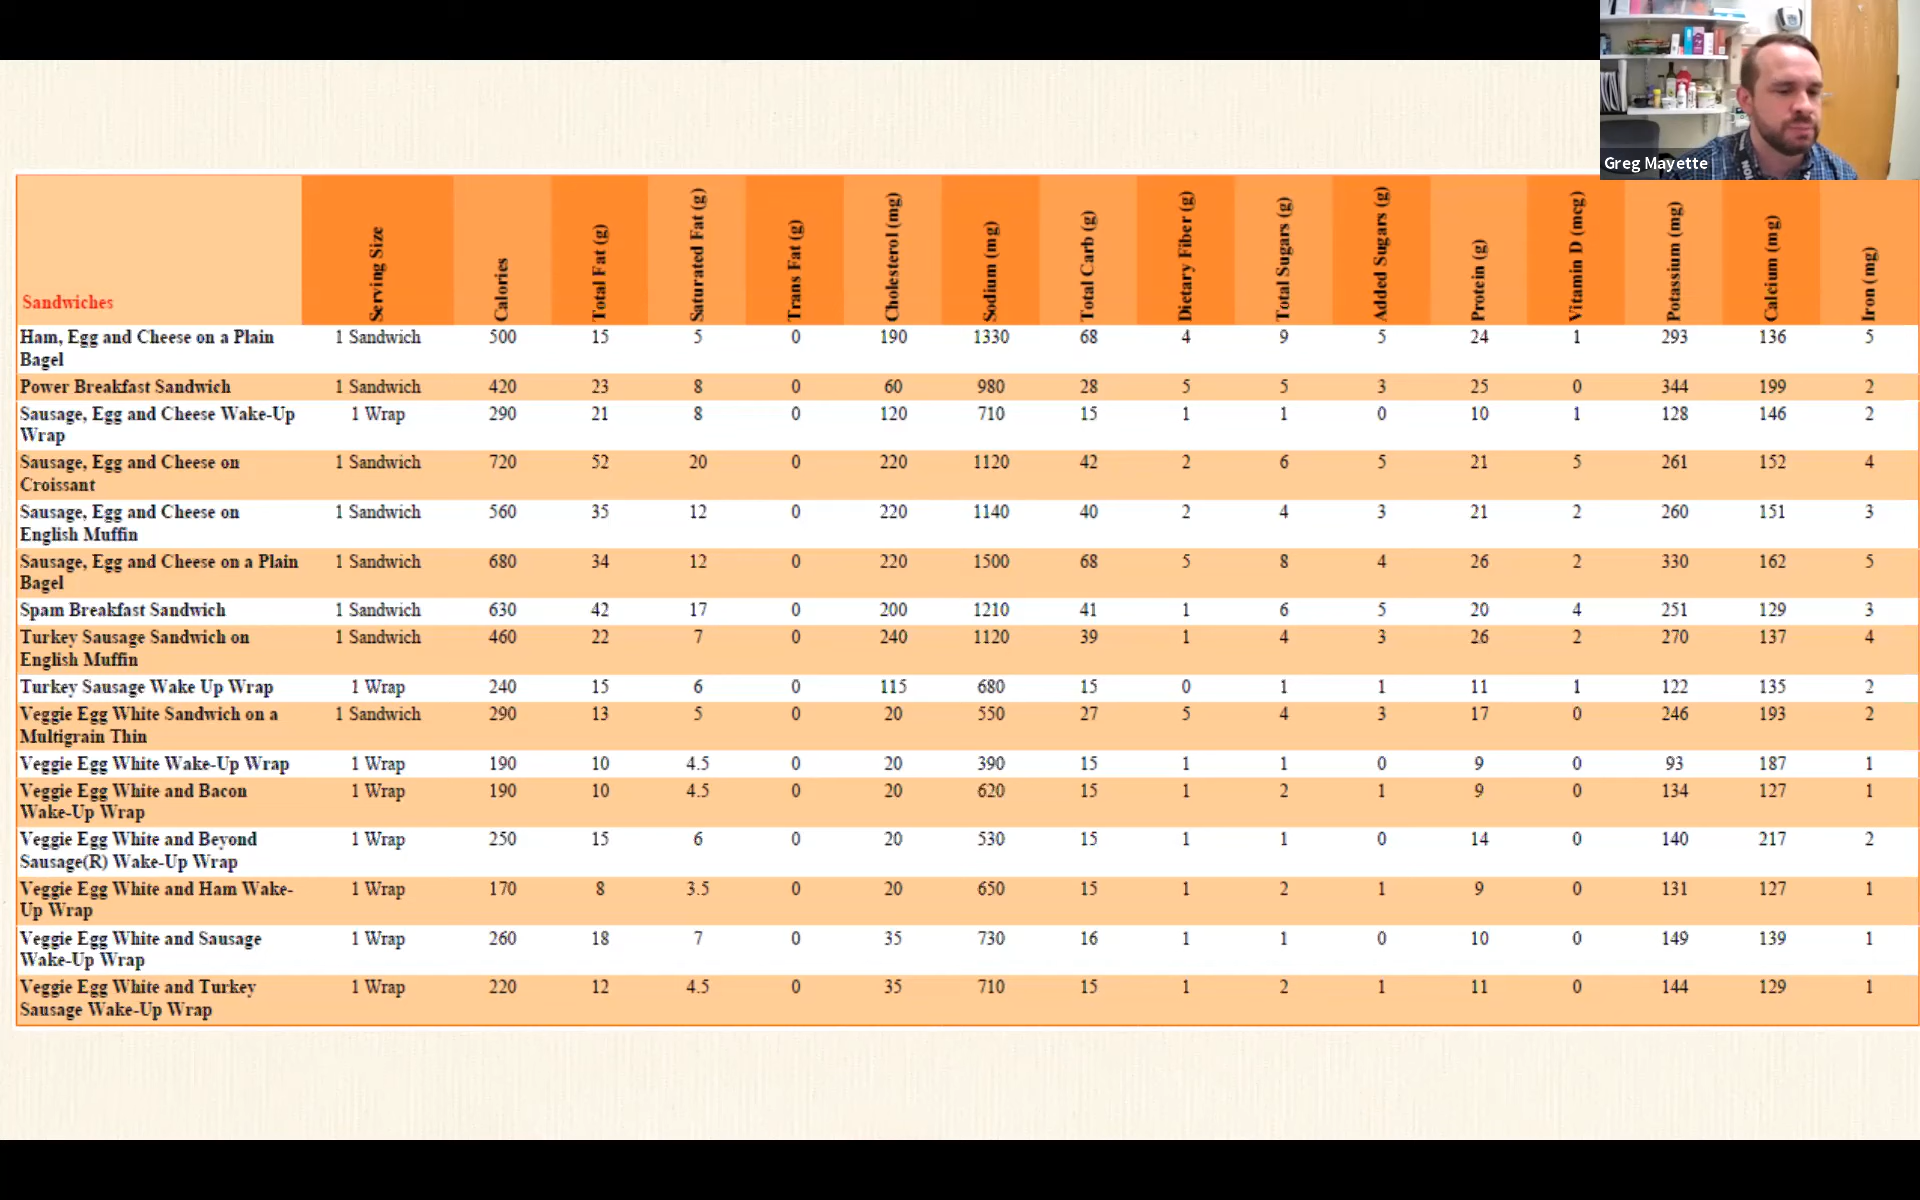 Greg Mayette
Sandwiches Serving Size Calories Total Fat (g) Saturated Fat (g) Trans Fat (g) Cholesterol (mg) Sodium (mg) Total Carb (g) Dietary Fiber (g) Total Sugars (g) Added Sugars (g) Protein (g) Vitamin D (mcg) Potassium (mg) Calcium (mg) Iron (mg)
Ham, Egg and Cheese on a Plain 1 Sandwich 500 15 5 0 190 1330 68 4 9 5 24 1 293 136 5
Bagel
Power Breakfast Sandwich 1 Sandwich 420 23 8 0 60 980 28 5 5 3 25 0 344 199 2
Sausage, Egg and Cheese Wake-Up 1 Wrap 290 21 8 0 120 710 15 1 1 0 10 1 128 146 2
Wrap
Sausage, Egg and Cheese on 1 Sandwich 720 52 20 0 220 1120 42 2 6 5 21 5 261 152 4
Croissant
Sausage, Egg and Cheese on 1 Sandwich 560 35 12 0 220 1140 40 2 4 3 21 2 260 151 3
English Muffin
Sausage, Egg and Cheese on a Plain 1 Sandwich 680 34 12 0 220 1500 68 5 8 4 26 2 330 162 5
Bagel
Spam Breakfast Sandwich 1 Sandwich 630 42 17 0 200 1210 41 1 6 5 20 4 251 129 3
Turkey Sausage Sandwich on 1 Sandwich 460 22 7 0 240 1120 39 1 4 3 26 2 270 137 4
English Muffin
Turkey Sausage Wake Up Wrap 1 Wrap 240 15 6 0 115 680 15 0 1 1 11 1 122 135 2
Veggie Egg White Sandwich on a 1 Sandwich 290 13 5 0 20 550 27 5 4 3 17 0 246 193 2
Multigrain Thin
Veggie Egg White Wake-Up Wrap 1 Wrap 190 10 4.5 0 20 390 15 1 1 0 9 0 93 187 1
Veggie Egg White and Bacon 1 Wrap 190 10 4.5 0 20 620 15 1 2 1 9 0 134 127 1
Wake-Up Wrap
Veggie Egg White and Beyond 1 Wrap 250 15 6 0 20 530 15 1 1 0 14 0 140 217 2
Sausage(R) Wake-Up Wrap
Veggie Egg White and Ham Wake- 1 Wrap 170 8 3.5 0 20 650 15 1 2 1 9 0 131 127 1
Up Wrap
Veggie Egg White and Sausage 1 Wrap 260 18 7 0 35 730 16 1 1 0 10 0 149 139 1
Wake-Up Wrap
Veggie Egg White and Turkey 1 Wrap 220 12 4.5 0 35 710 15 1 2 1 11 0 144 129 1
Sausage Wake-Up Wrap